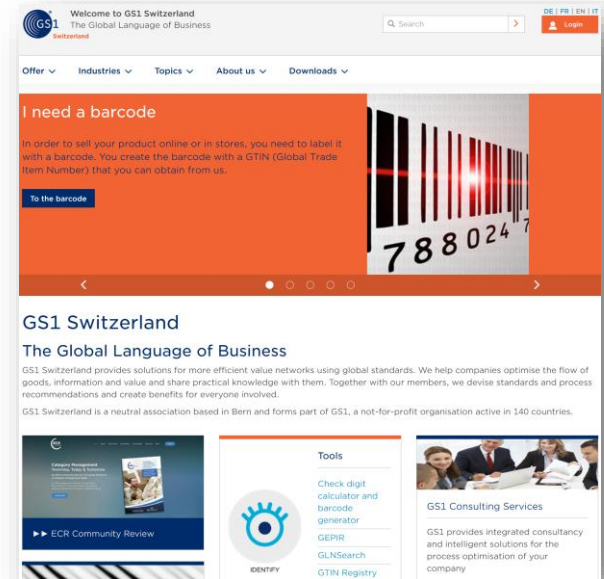 DE | FR | EN | IT
GS1
Switzerland
Welcome to GS1 Switzerland
The Global Language of Business
Search
Login
Offer
Industries
Topics
About us
Downloads
I need a barcode
In order to sell your product online or in stores, you need to label it
with a barcode. You create the barcode with a GTIN (Global Trade
Item Number) that you can obtain from us.
To the barcode
788024
GS1 Switzerland
The Global Language of Business
GS1 Switzerland provides solutions for more efficient value networks using global standards. We help companies optimise the flow of
goods, information and value and share practical knowledge with them. Together with our members, we devise standards and process
recommendations and create benefits for everyone involved.
GS1 Switzerland is a neutral association based in Bern and forms part of GS1, a not-for-profit organisation active in 140 countries.
Category Management
ECR Community Review
IDENTIFY
Tools
Check digit
calculator and
barcode
generator
GEPIR
GLNSearch
GTIN Registry
GS1 Consulting Services
GS1 provides integrated consultancy
and intelligent solutions for the
process optimisation of your
company